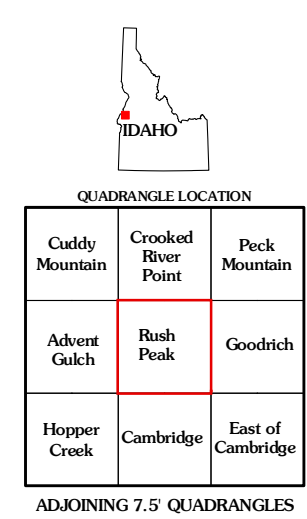 IDAHO
QUADRANGLE LOCATION
Cuddy
Mountain
Crooked
River
Point
Peck
Mountain
Advent
Gulch
Rush
Peak
Goodrich
Hopper
Creek
Cambridge
East of
Cambridge
ADJOINING 7.5' QUADRANGLES